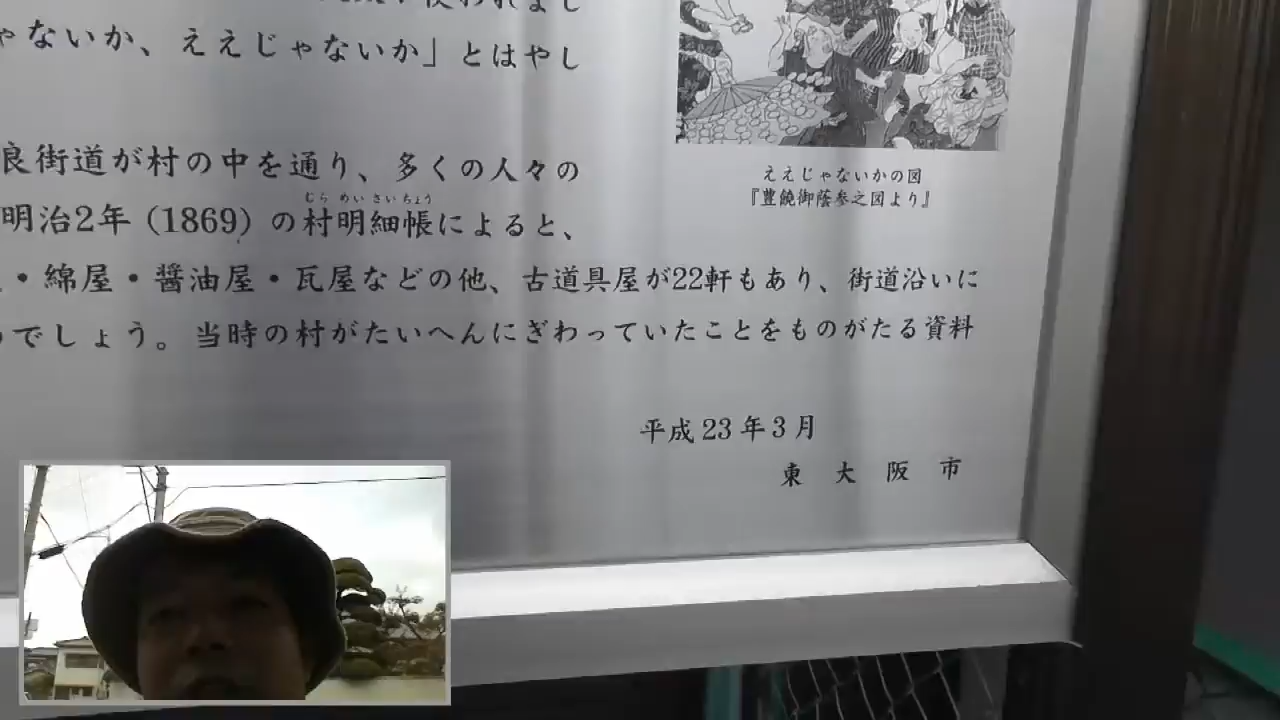 ゃないか、ええじゃないか」とはやし
良街道が村の中を通り、多くの人々の
むらめいさいちょう
明治2年(1869)の村明細帳によると、
・綿屋・醤油屋・瓦屋などの他、古道具屋が22軒もあり、街道沿いに
でしょう。当時の村がたいへんにぎわっていたことをものがたる資料
ええじゃないかの図
『豊饒御蔭参之図より』
平成23年3月
東大阪市